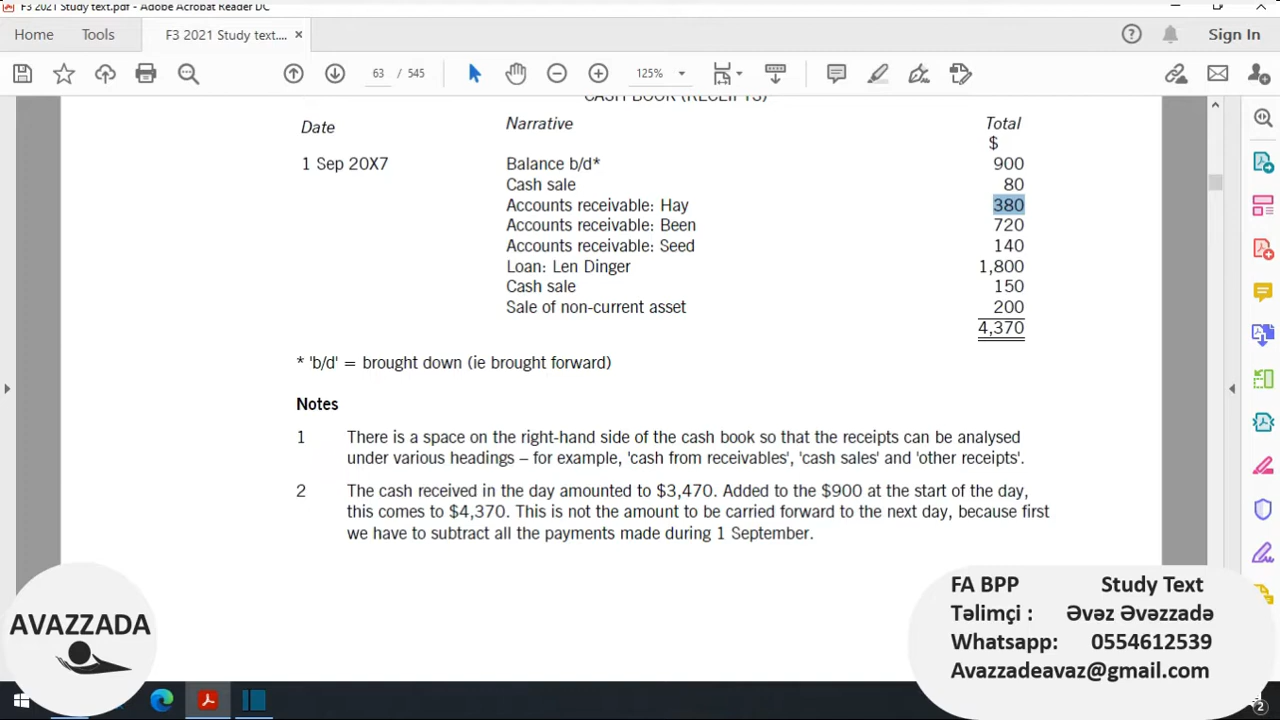 F3 2021 Study text.pdf - Adobe Acrobat Reader DC
Home Tools F3 2021 Study text.... × Sign In
63 / 545 125%
CASH BOOK (RECEIPTS)
Date Narrative Total
$
1 Sep 20X7 Balance b/d* 900
Cash sale 80
Accounts receivable: Hay 380
Accounts receivable: Been 720
Accounts receivable: Seed 140
Loan: Len Dinger 1,800
Cash sale 150
Sale of non-current asset 200
4,370
* 'b/d' = brought down (ie brought forward)
Notes
1 There is a space on the right-hand side of the cash book so that the receipts can be analysed
under various headings – for example, 'cash from receivables', 'cash sales' and 'other receipts'.
2 The cash received in the day amounted to $3,470. Added to the $900 at the start of the day,
this comes to $4,370. This is not the amount to be carried forward to the next day, because first
we have to subtract all the payments made during 1 September.
AVAZZADA
FA BPP Study Text
Təlimçi : Əvəz Əvəzzadə
Whatsapp: 0554612539
Avazzadeavaz@gmail.com
2